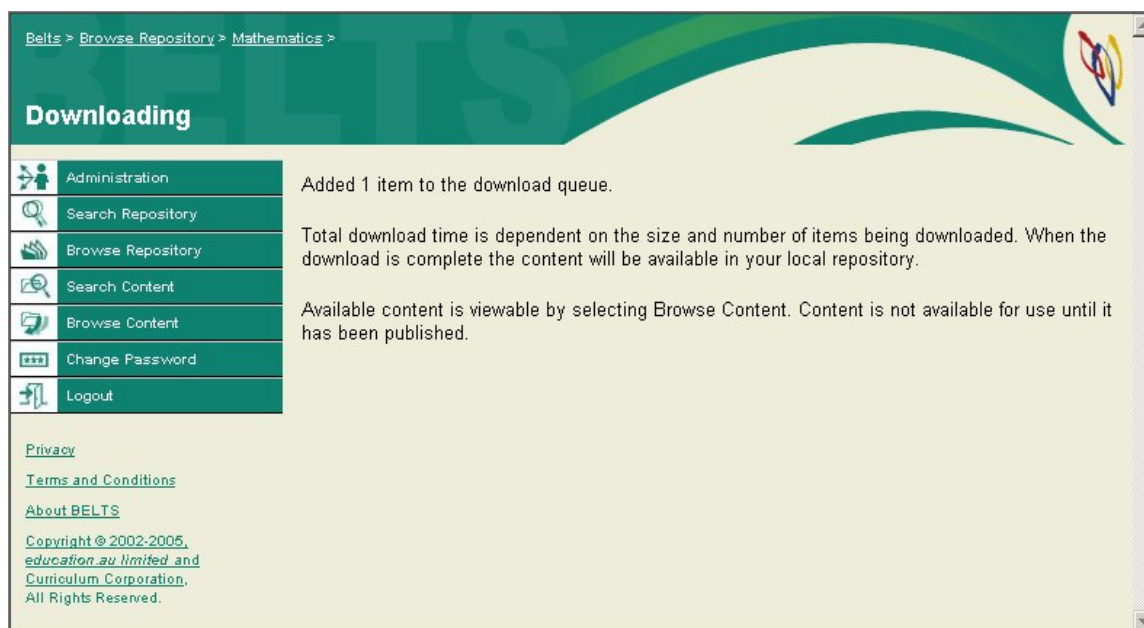 Belts > Browse Repository > Mathematics >
BELTS
Downloading
Administration
Search Repository
Browse Repository
Search Content
Browse Content
Change Password
Logout
Privacy
Terms and Conditions
About BELTS
Copyright © 2002-2005,
education.au limited and
Curriculum Corporation,
All Rights Reserved.
Added 1 item to the download queue.
Total download time is dependent on the size and number of items being downloaded. When the
download is complete the content will be available in your local repository.
Available content is viewable by selecting Browse Content. Content is not available for use until it
has been published.